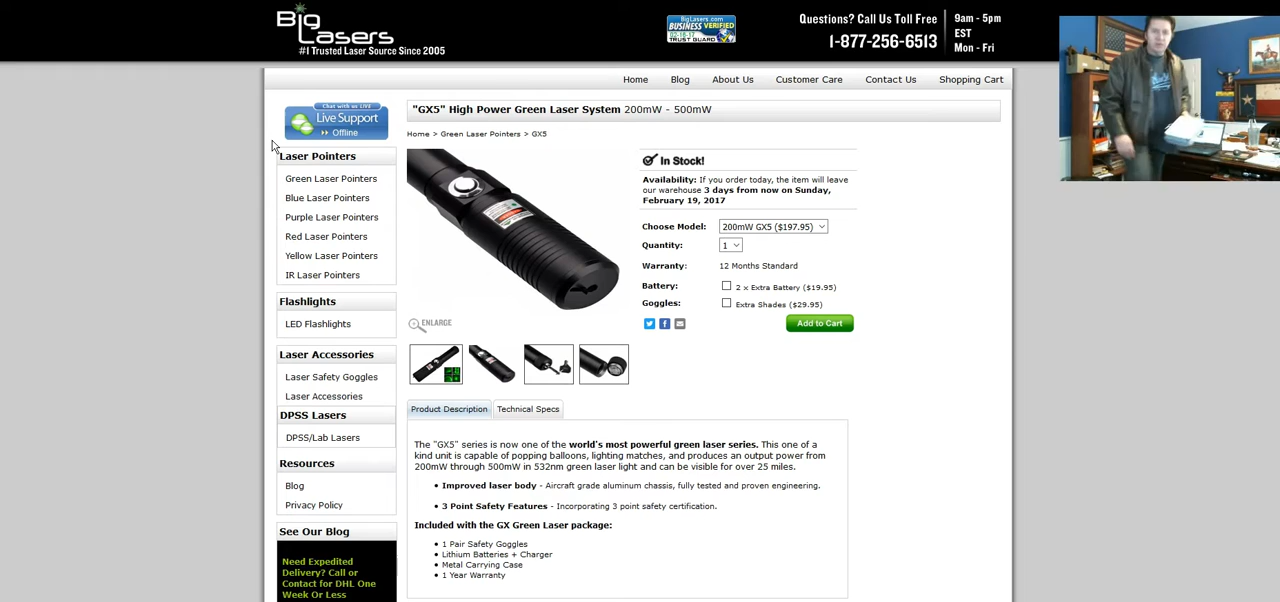 Big Lasers
#1 Trusted Laser Source Since 2005
BigLasers.com
BUSINESS VERIFIED
TRUST GUARD
Questions? Call Us Toll Free
1-877-256-6513
9am - 5pm
EST
Mon - Fri
Home Blog About Us Customer Care Contact Us Shopping Cart
Chat with us LIVE
Live Support
Offline
Laser Pointers
Green Laser Pointers
Blue Laser Pointers
Purple Laser Pointers
Red Laser Pointers
Yellow Laser Pointers
IR Laser Pointers
Flashlights
LED Flashlights
Laser Accessories
Laser Safety Goggles
Laser Accessories
DPSS Lasers
DPSS/Lab Lasers
Resources
Blog
Privacy Policy
See Our Blog
Need Expedited
Delivery? Call or
Contact for DHL One
Week Or Less
"GX5" High Power Green Laser System 200mW - 500mW
Home > Green Laser Pointers > GX5
ENLARGE
In Stock!
Availability: If you order today, the item will leave
our warehouse 3 days from now on Sunday,
February 19, 2017
Choose Model: 200mW GX5 ($197.95)
Quantity: 1
Warranty: 12 Months Standard
Battery: 2 x Extra Battery ($19.95)
Goggles: Extra Shades ($29.95)
Add to Cart
Product Description Technical Specs
The "GX5" series is now one of the world's most powerful green laser series. This one of a
kind unit is capable of popping balloons, lighting matches, and produces an output power from
200mW through 500mW in 532nm green laser light and can be visible for over 25 miles.
• Improved laser body - Aircraft grade aluminum chassis, fully tested and proven engineering.
• 3 Point Safety Features - Incorporating 3 point safety certification.
Included with the GX Green Laser package:
• 1 Pair Safety Goggles
• Lithium Batteries + Charger
• Metal Carrying Case
• 1 Year Warranty